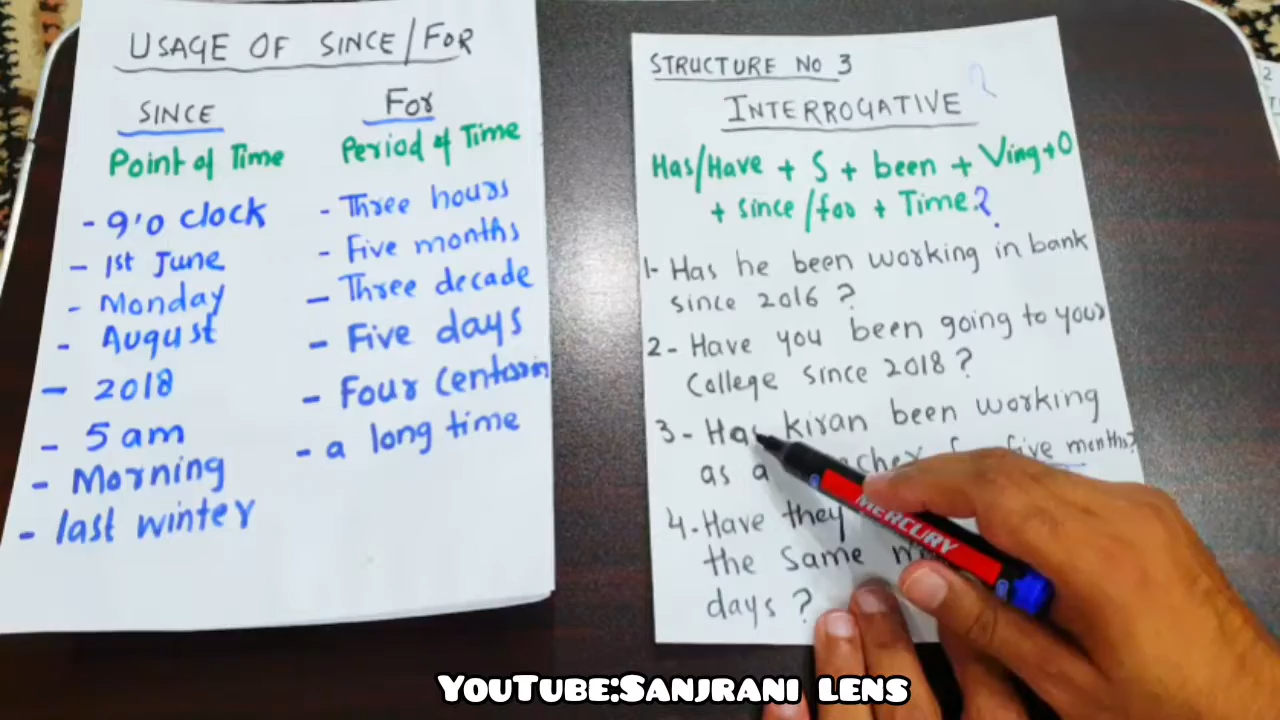 USAGE OF SINCE/FOR
SINCE
Point of Time
- 9'o clock
- 1st June
- Monday
- August
- 2018
- 5 am
- Morning
- last winter
For
Period of Time
- Three hours
- Five months
- Three decade
- Five days
- Four
- a long time
STRUCTURE NO 3
INTERROGATIVE ?
Has/Have + S + been + Ving + O
+ since/for + Time?
1- Has he been working in bank
since 2016 ?
2- Have you been going to your
College since 2018 ?
3- Has kiran been working
as a five months?
4. Have they
the same
days ?
MERCURY
YOUTUBE:SANJRANI LENS